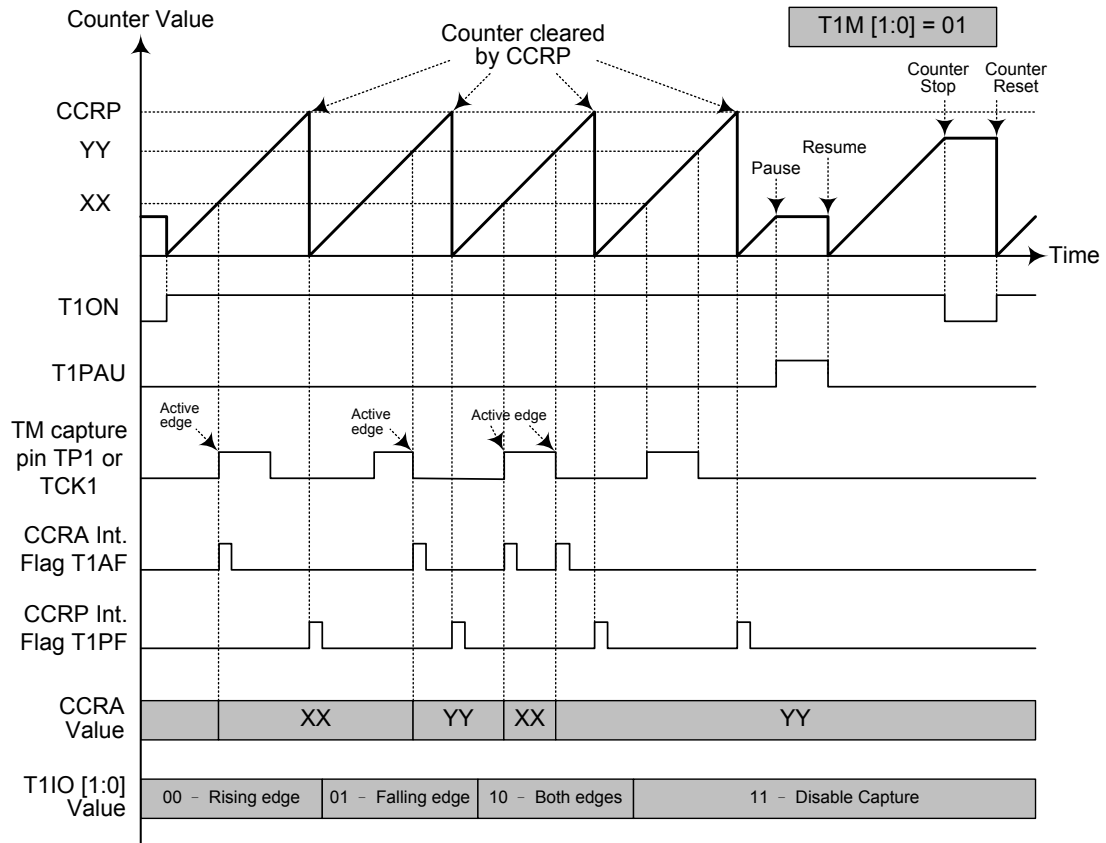 Counter Value
T1M [1:0] = 01
Counter cleared
by CCRP
Counter
Stop
Counter
Reset
CCRP
YY
XX
Pause
Resume
Time
T1ON
T1PAU
TM capture
pin TP1 or
TCK1
Active
edge
Active
edge
Active edge
CCRA Int.
Flag T1AF
CCRP Int.
Flag T1PF
CCRA
Value
XX
YY
XX
YY
T1IO [1:0]
Value
00 – Rising edge
01 – Falling edge
10 – Both edges
11 – Disable Capture